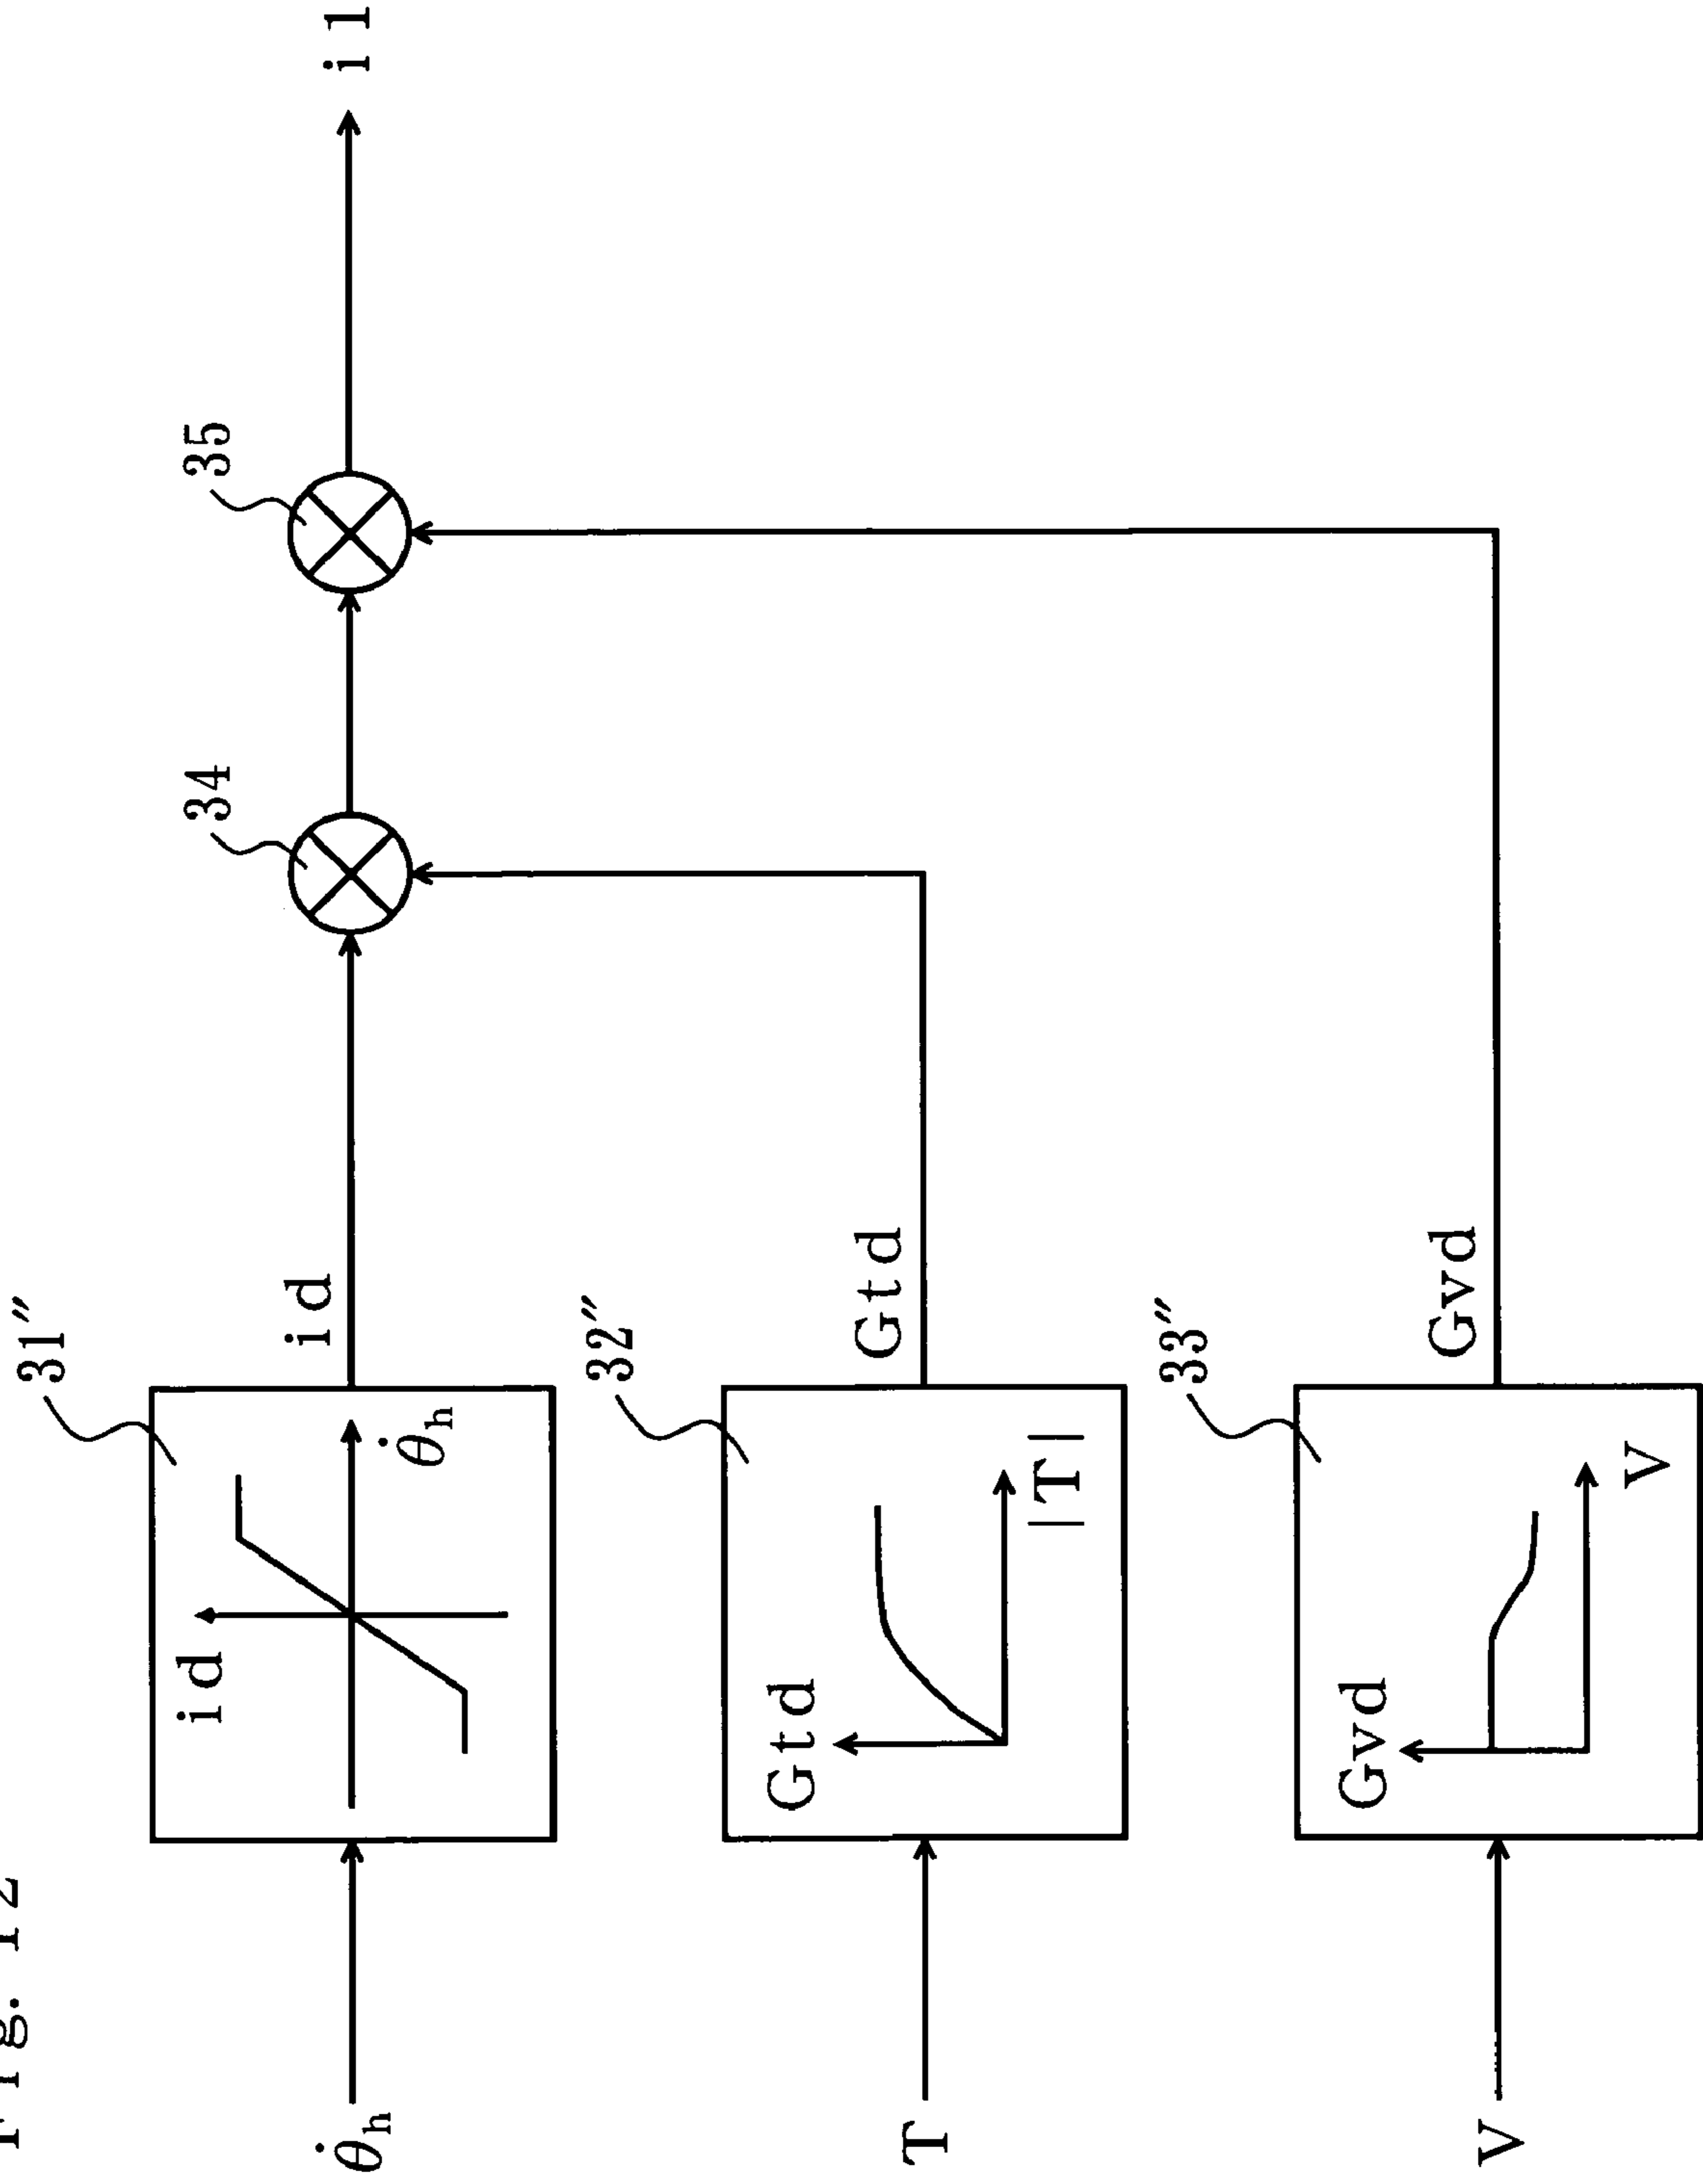 Fig. 12
31″
id
θ̇h
id
θ̇h
34
35
i1
32″
Gtd
|T|
Gtd
T
33″
Gvd
V
Gvd
V